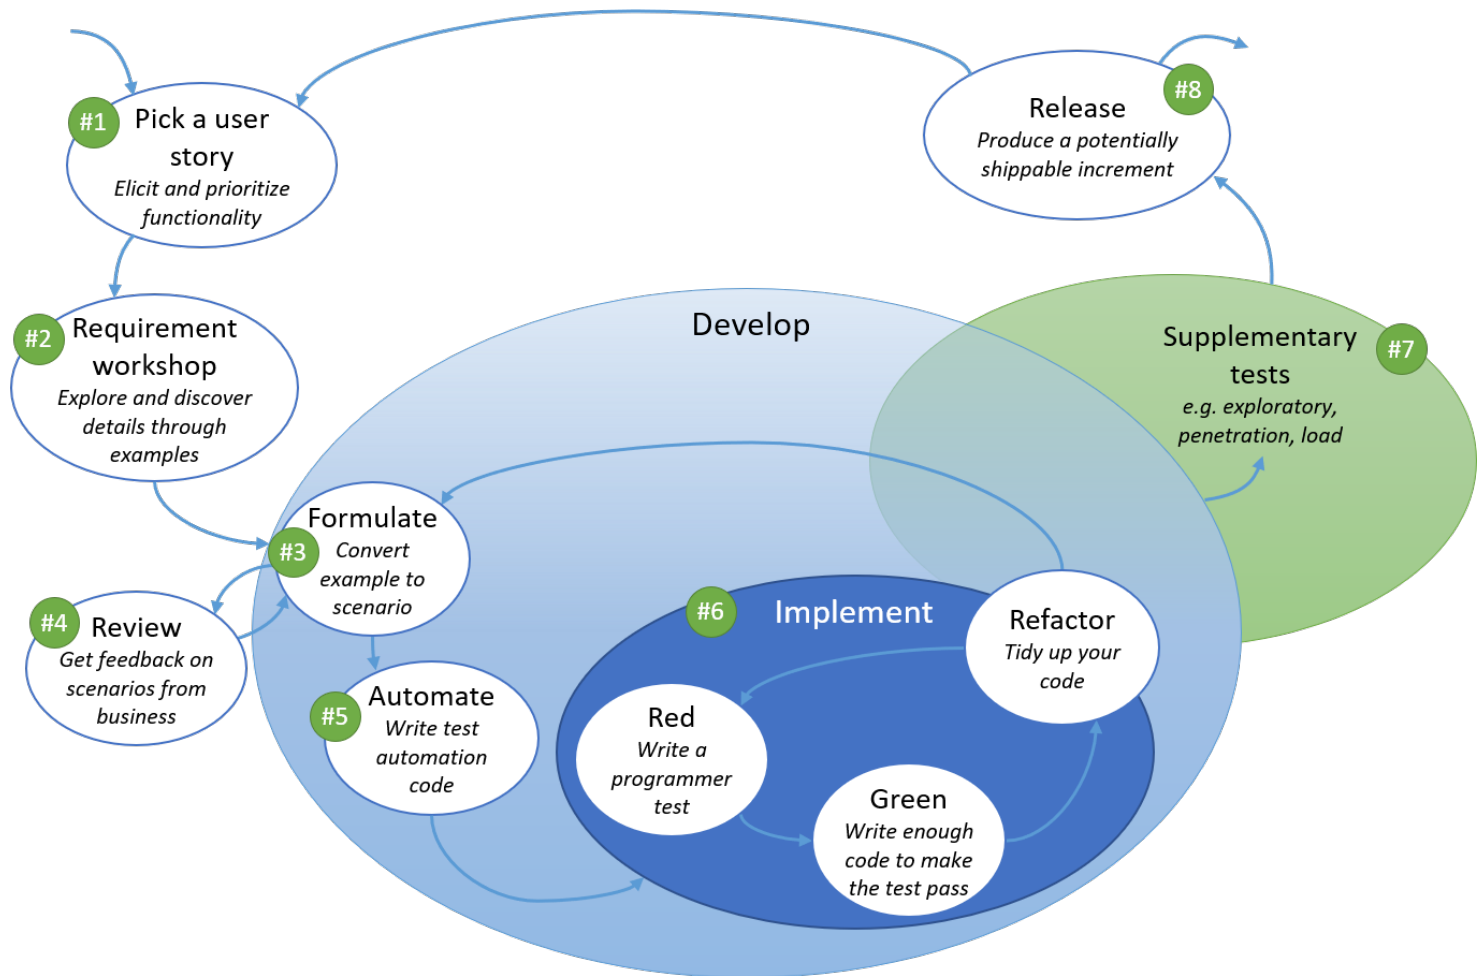 #1
Pick a user
story
Elicit and prioritize
functionality
#2
Requirement
workshop
Explore and discover
details through
examples
#3
Formulate
Convert
example to
scenario
#4
Review
Get feedback on
scenarios from
business
Develop
#5
Automate
Write test
automation
code
#6
Implement
Red
Write a
programmer
test
Green
Write enough
code to make
the test pass
Refactor
Tidy up your
code
#7
Supplementary
tests
e.g. exploratory,
penetration, load
#8
Release
Produce a potentially
shippable increment